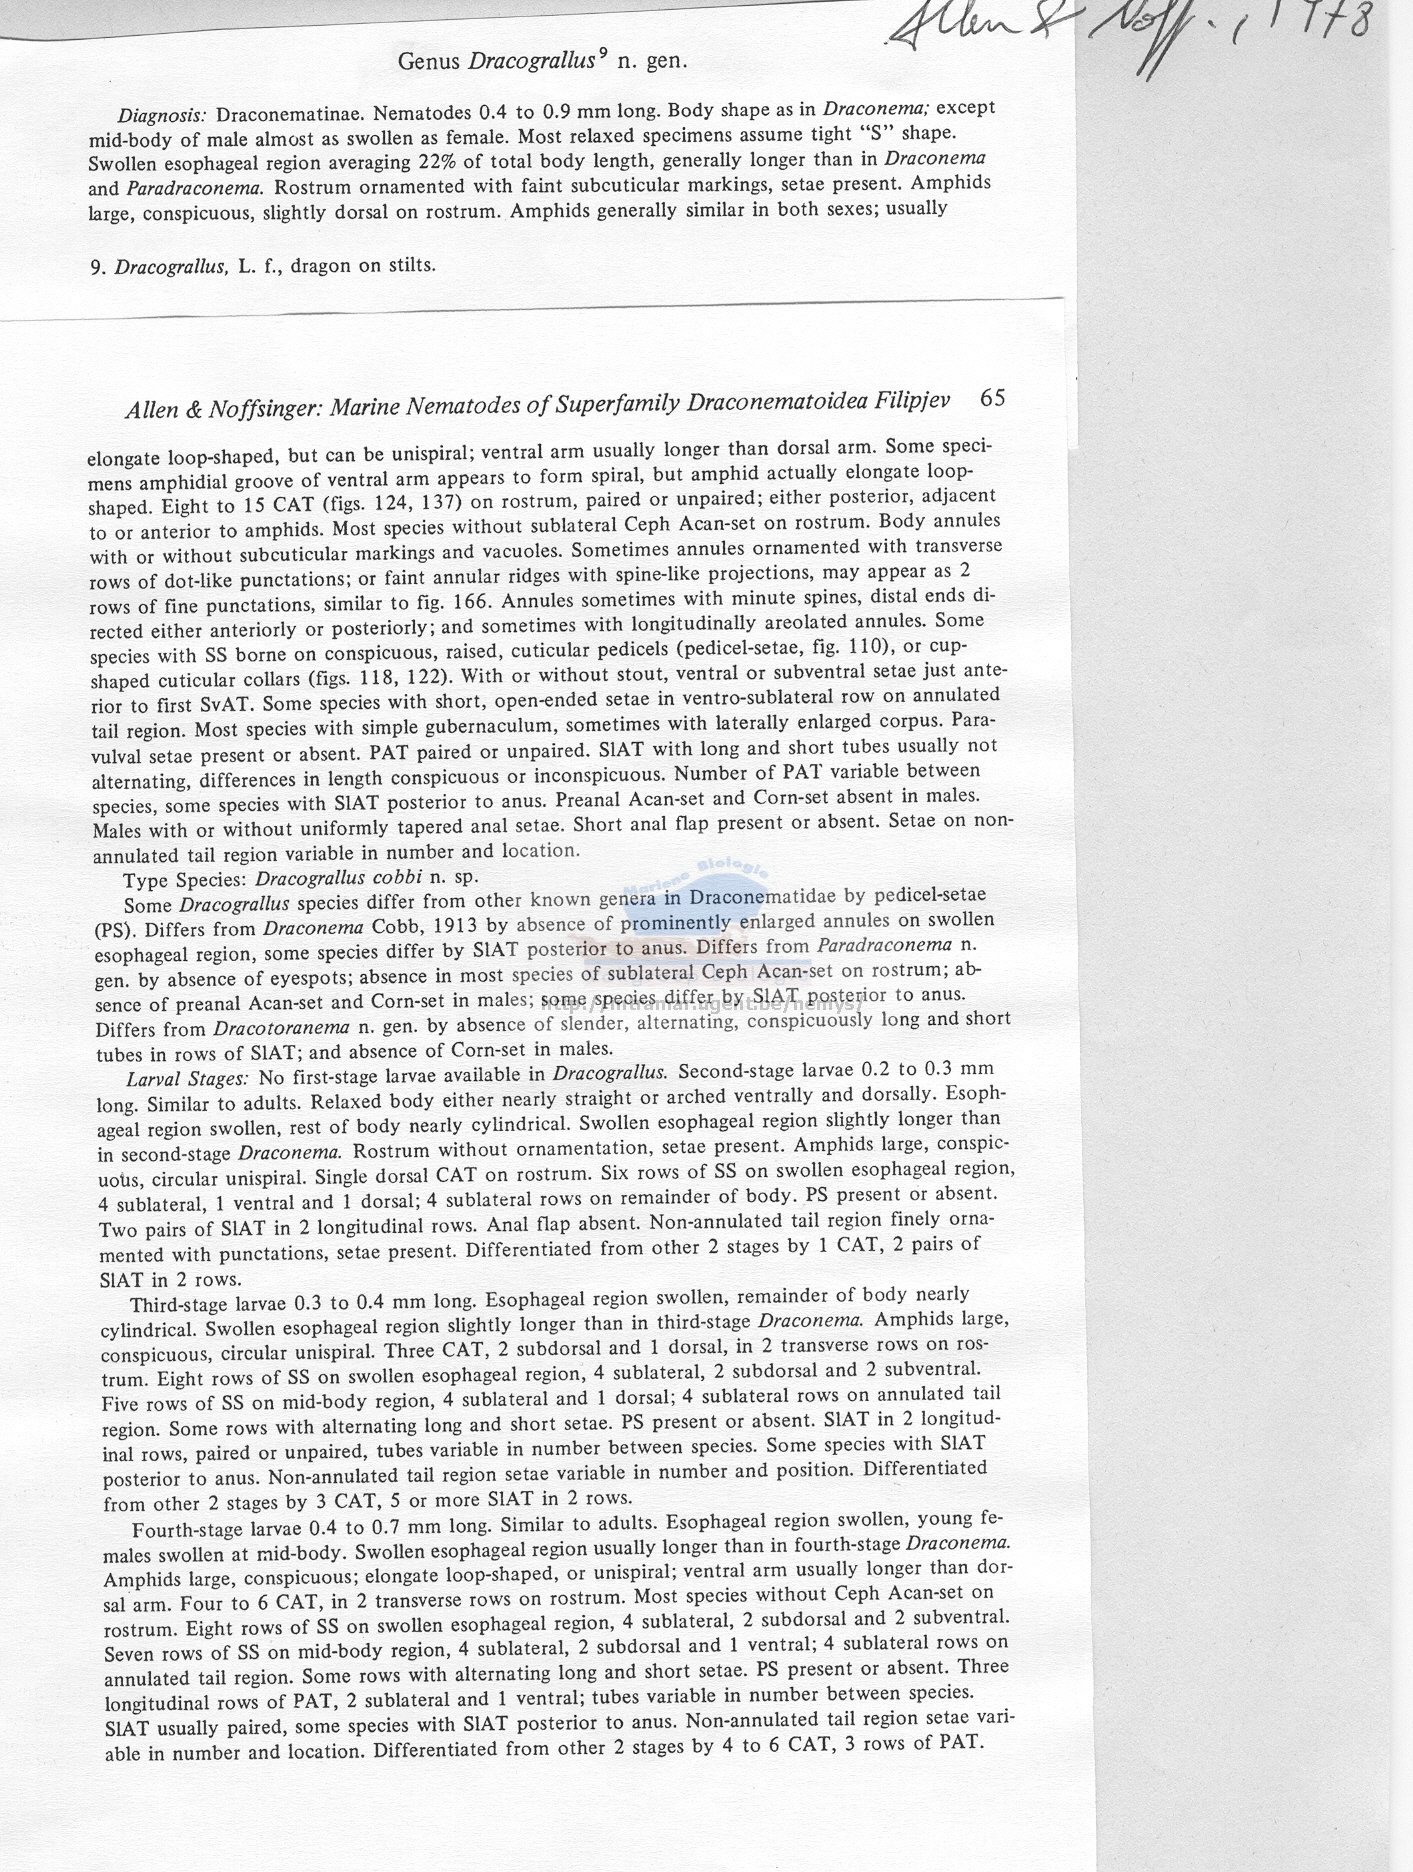 Allen & Noff., 1978
Genus Dracograllus⁹ n. gen.
Diagnosis: Draconematinae. Nematodes 0.4 to 0.9 mm long. Body shape as in Draconema; except
mid-body of male almost as swollen as female. Most relaxed specimens assume tight “S” shape.
Swollen esophageal region averaging 22% of total body length, generally longer than in Draconema
and Paradraconema. Rostrum ornamented with faint subcuticular markings, setae present. Amphids
large, conspicuous, slightly dorsal on rostrum. Amphids generally similar in both sexes; usually
9. Dracograllus, L. f., dragon on stilts.
Allen & Noffsinger: Marine Nematodes of Superfamily Draconematoidea Filipjev 65
elongate loop-shaped, but can be unispiral; ventral arm usually longer than dorsal arm. Some speci-
mens amphidial groove of ventral arm appears to form spiral, but amphid actually elongate loop-
shaped. Eight to 15 CAT (figs. 124, 137) on rostrum, paired or unpaired; either posterior, adjacent
to or anterior to amphids. Most species without sublateral Ceph Acan-set on rostrum. Body annules
with or without subcuticular markings and vacuoles. Sometimes annules ornamented with transverse
rows of dot-like punctations; or faint annular ridges with spine-like projections, may appear as 2
rows of fine punctations, similar to fig. 166. Annules sometimes with minute spines, distal ends di-
rected either anteriorly or posteriorly; and sometimes with longitudinally areolated annules. Some
species with SS borne on conspicuous, raised, cuticular pedicels (pedicel-setae, fig. 110), or cup-
shaped cuticular collars (figs. 118, 122). With or without stout, ventral or subventral setae just ante-
rior to first SvAT. Some species with short, open-ended setae in ventro-sublateral row on annulated
tail region. Most species with simple gubernaculum, sometimes with laterally enlarged corpus. Para-
vulval setae present or absent. PAT paired or unpaired. SlAT with long and short tubes usually not
alternating, differences in length conspicuous or inconspicuous. Number of PAT variable between
species, some species with SlAT posterior to anus. Preanal Acan-set and Corn-set absent in males.
Males with or without uniformly tapered anal setae. Short anal flap present or absent. Setae on non-
annulated tail region variable in number and location.
Type Species: Dracograllus cobbi n. sp.
Some Dracograllus species differ from other known genera in Draconematidae by pedicel-setae
(PS). Differs from Draconema Cobb, 1913 by absence of prominently enlarged annules on swollen
esophageal region, some species differ by SlAT posterior to anus. Differs from Paradraconema n.
gen. by absence of eyespots; absence in most species of sublateral Ceph Acan-set on rostrum; ab-
sence of preanal Acan-set and Corn-set in males; some species differ by SlAT posterior to anus.
Differs from Dracotoranema n. gen. by absence of slender, alternating, conspicuously long and short
tubes in rows of SlAT; and absence of Corn-set in males.
Larval Stages: No first-stage larvae available in Dracograllus. Second-stage larvae 0.2 to 0.3 mm
long. Similar to adults. Relaxed body either nearly straight or arched ventrally and dorsally. Esoph-
ageal region swollen, rest of body nearly cylindrical. Swollen esophageal region slightly longer than
in second-stage Draconema. Rostrum without ornamentation, setae present. Amphids large, conspic-
uous, circular unispiral. Single dorsal CAT on rostrum. Six rows of SS on swollen esophageal region,
4 sublateral, 1 ventral and 1 dorsal; 4 sublateral rows on remainder of body. PS present or absent.
Two pairs of SlAT in 2 longitudinal rows. Anal flap absent. Non-annulated tail region finely orna-
mented with punctations, setae present. Differentiated from other 2 stages by 1 CAT, 2 pairs of
SlAT in 2 rows.
Third-stage larvae 0.3 to 0.4 mm long. Esophageal region swollen, remainder of body nearly
cylindrical. Swollen esophageal region slightly longer than in third-stage Draconema. Amphids large,
conspicuous, circular unispiral. Three CAT, 2 subdorsal and 1 dorsal, in 2 transverse rows on ros-
trum. Eight rows of SS on swollen esophageal region, 4 sublateral, 2 subdorsal and 2 subventral.
Five rows of SS on mid-body region, 4 sublateral and 1 dorsal; 4 sublateral rows on annulated tail
region. Some rows with alternating long and short setae. PS present or absent. SlAT in 2 longitud-
inal rows, paired or unpaired, tubes variable in number between species. Some species with SlAT
posterior to anus. Non-annulated tail region setae variable in number and position. Differentiated
from other 2 stages by 3 CAT, 5 or more SlAT in 2 rows.
Fourth-stage larvae 0.4 to 0.7 mm long. Similar to adults. Esophageal region swollen, young fe-
males swollen at mid-body. Swollen esophageal region usually longer than in fourth-stage Draconema.
Amphids large, conspicuous; elongate loop-shaped, or unispiral; ventral arm usually longer than dor-
sal arm. Four to 6 CAT, in 2 transverse rows on rostrum. Most species without Ceph Acan-set on
rostrum. Eight rows of SS on swollen esophageal region, 4 sublateral, 2 subdorsal and 2 subventral.
Seven rows of SS on mid-body region, 4 sublateral, 2 subdorsal and 1 ventral; 4 sublateral rows on
annulated tail region. Some rows with alternating long and short setae. PS present or absent. Three
longitudinal rows of PAT, 2 sublateral and 1 ventral; tubes variable in number between species.
SlAT usually paired, some species with SlAT posterior to anus. Non-annulated tail region setae vari-
able in number and location. Differentiated from other 2 stages by 4 to 6 CAT, 3 rows of PAT.
Mariene Biologie
http://intramar.ugent.be/nemys/